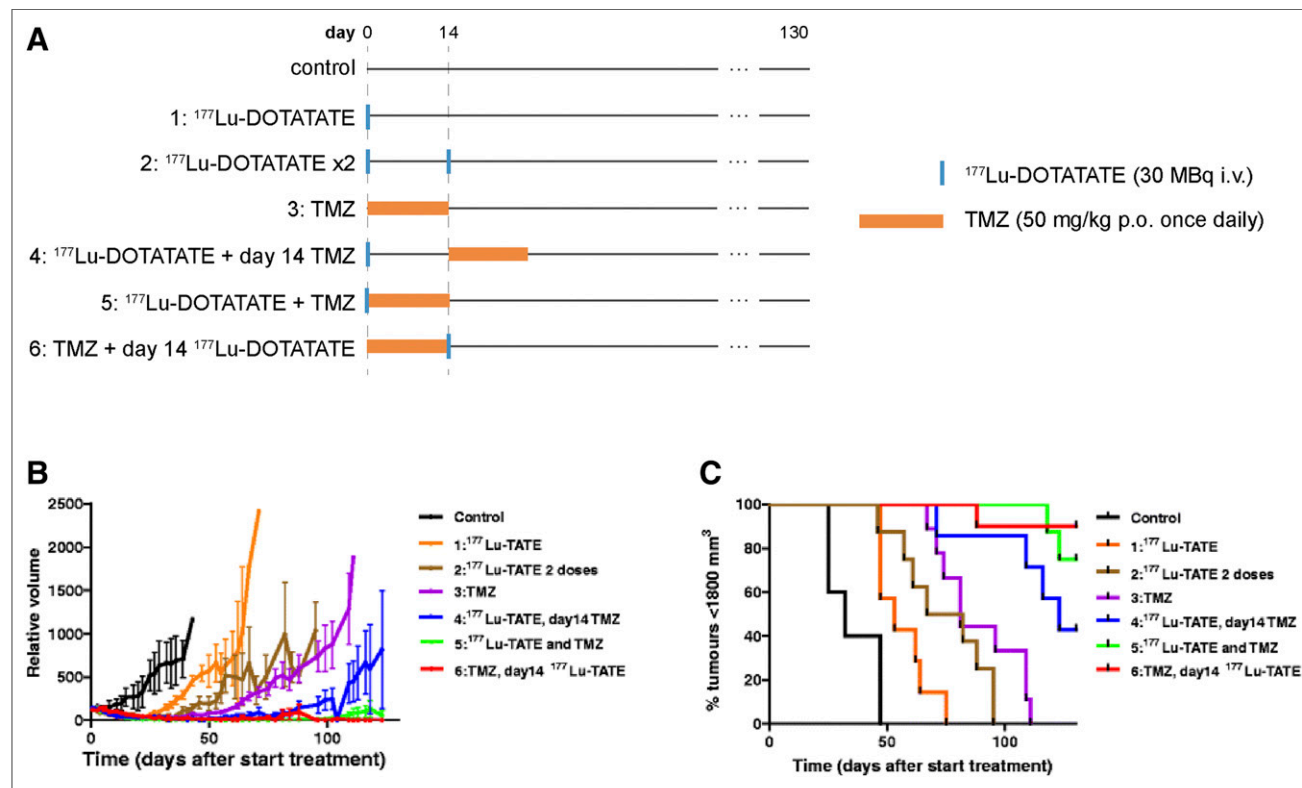 A
day 0 14 130
control ...
1: ¹⁷⁷Lu-DOTATATE ...
2: ¹⁷⁷Lu-DOTATATE x2 ...
¹⁷⁷Lu-DOTATATE (30 MBq i.v.)
3: TMZ ...
TMZ (50 mg/kg p.o. once daily)
4: ¹⁷⁷Lu-DOTATATE + day 14 TMZ ...
5: ¹⁷⁷Lu-DOTATATE + TMZ ...
6: TMZ + day 14 ¹⁷⁷Lu-DOTATATE ...
B
Relative volume
2500
2000
1500
1000
500
0
0 50 100
Time (days after start treatment)
Control
1:¹⁷⁷Lu-TATE
2:¹⁷⁷Lu-TATE 2 doses
3:TMZ
4:¹⁷⁷Lu-TATE, day14 TMZ
5:¹⁷⁷Lu-TATE and TMZ
6:TMZ, day14 ¹⁷⁷Lu-TATE
C
% tumours <1800 mm³
100
80
60
40
20
0
0 50 100
Time (days after start treatment)
Control
1:¹⁷⁷Lu-TATE
2:¹⁷⁷Lu-TATE 2 doses
3:TMZ
4:¹⁷⁷Lu-TATE, day14 TMZ
5:¹⁷⁷Lu-TATE and TMZ
6:TMZ, day14 ¹⁷⁷Lu-TATE